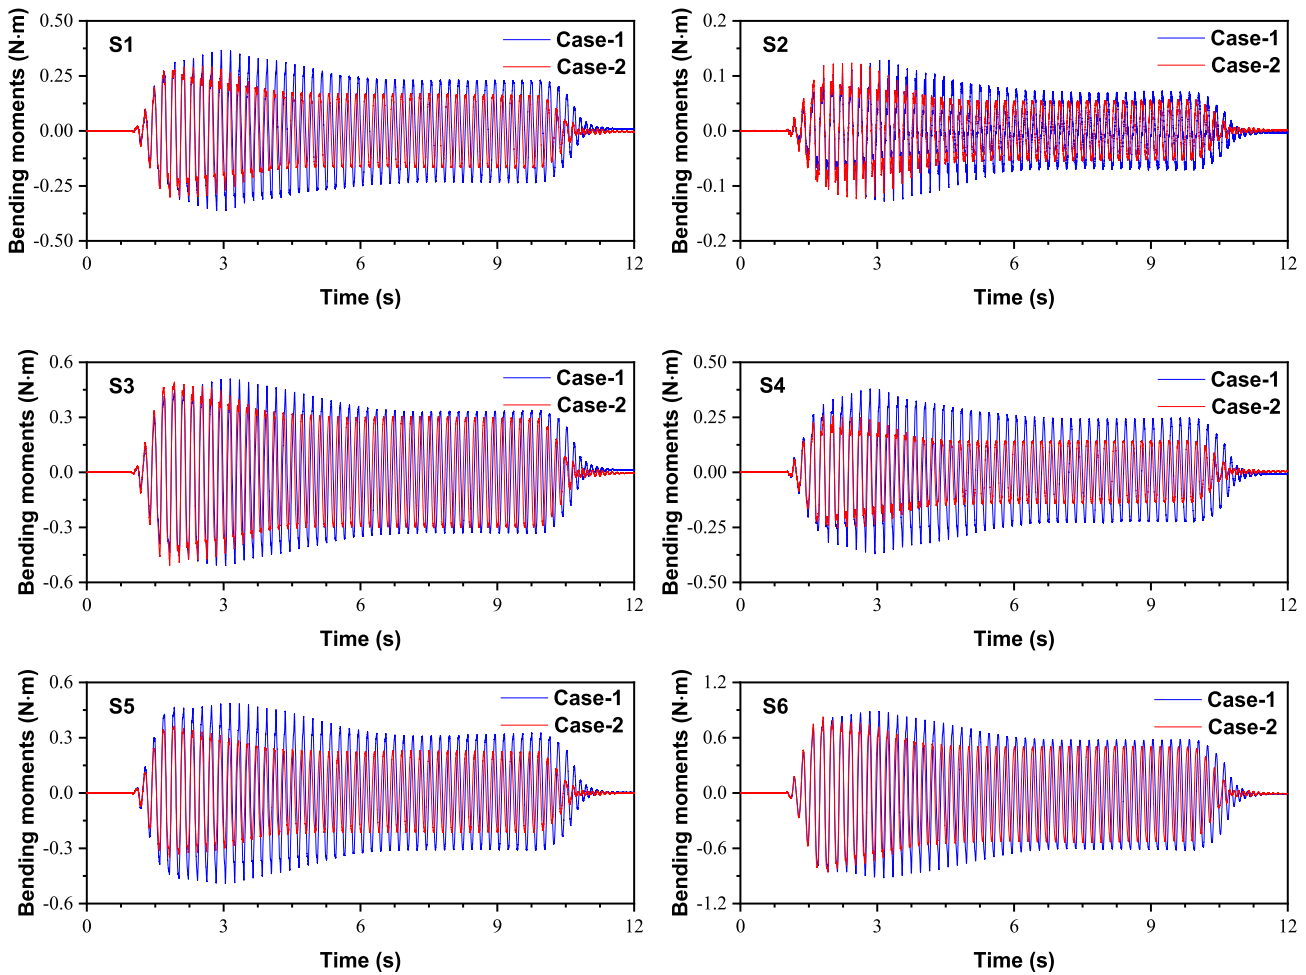 S1
Case-1
Case-2
Bending moments (N·m)
0.50
0.25
0.00
-0.25
-0.50
0 3 6 9 12
Time (s)
S2
Case-1
Case-2
Bending moments (N·m)
0.2
0.1
0.0
-0.1
-0.2
0 3 6 9 12
Time (s)
S3
Case-1
Case-2
Bending moments (N·m)
0.6
0.3
0.0
-0.3
-0.6
0 3 6 9 12
Time (s)
S4
Case-1
Case-2
Bending moments (N·m)
0.50
0.25
0.00
-0.25
-0.50
0 3 6 9 12
Time (s)
S5
Case-1
Case-2
Bending moments (N·m)
0.6
0.3
0.0
-0.3
-0.6
0 3 6 9 12
Time (s)
S6
Case-1
Case-2
Bending moments (N·m)
1.2
0.6
0.0
-0.6
-1.2
0 3 6 9 12
Time (s)